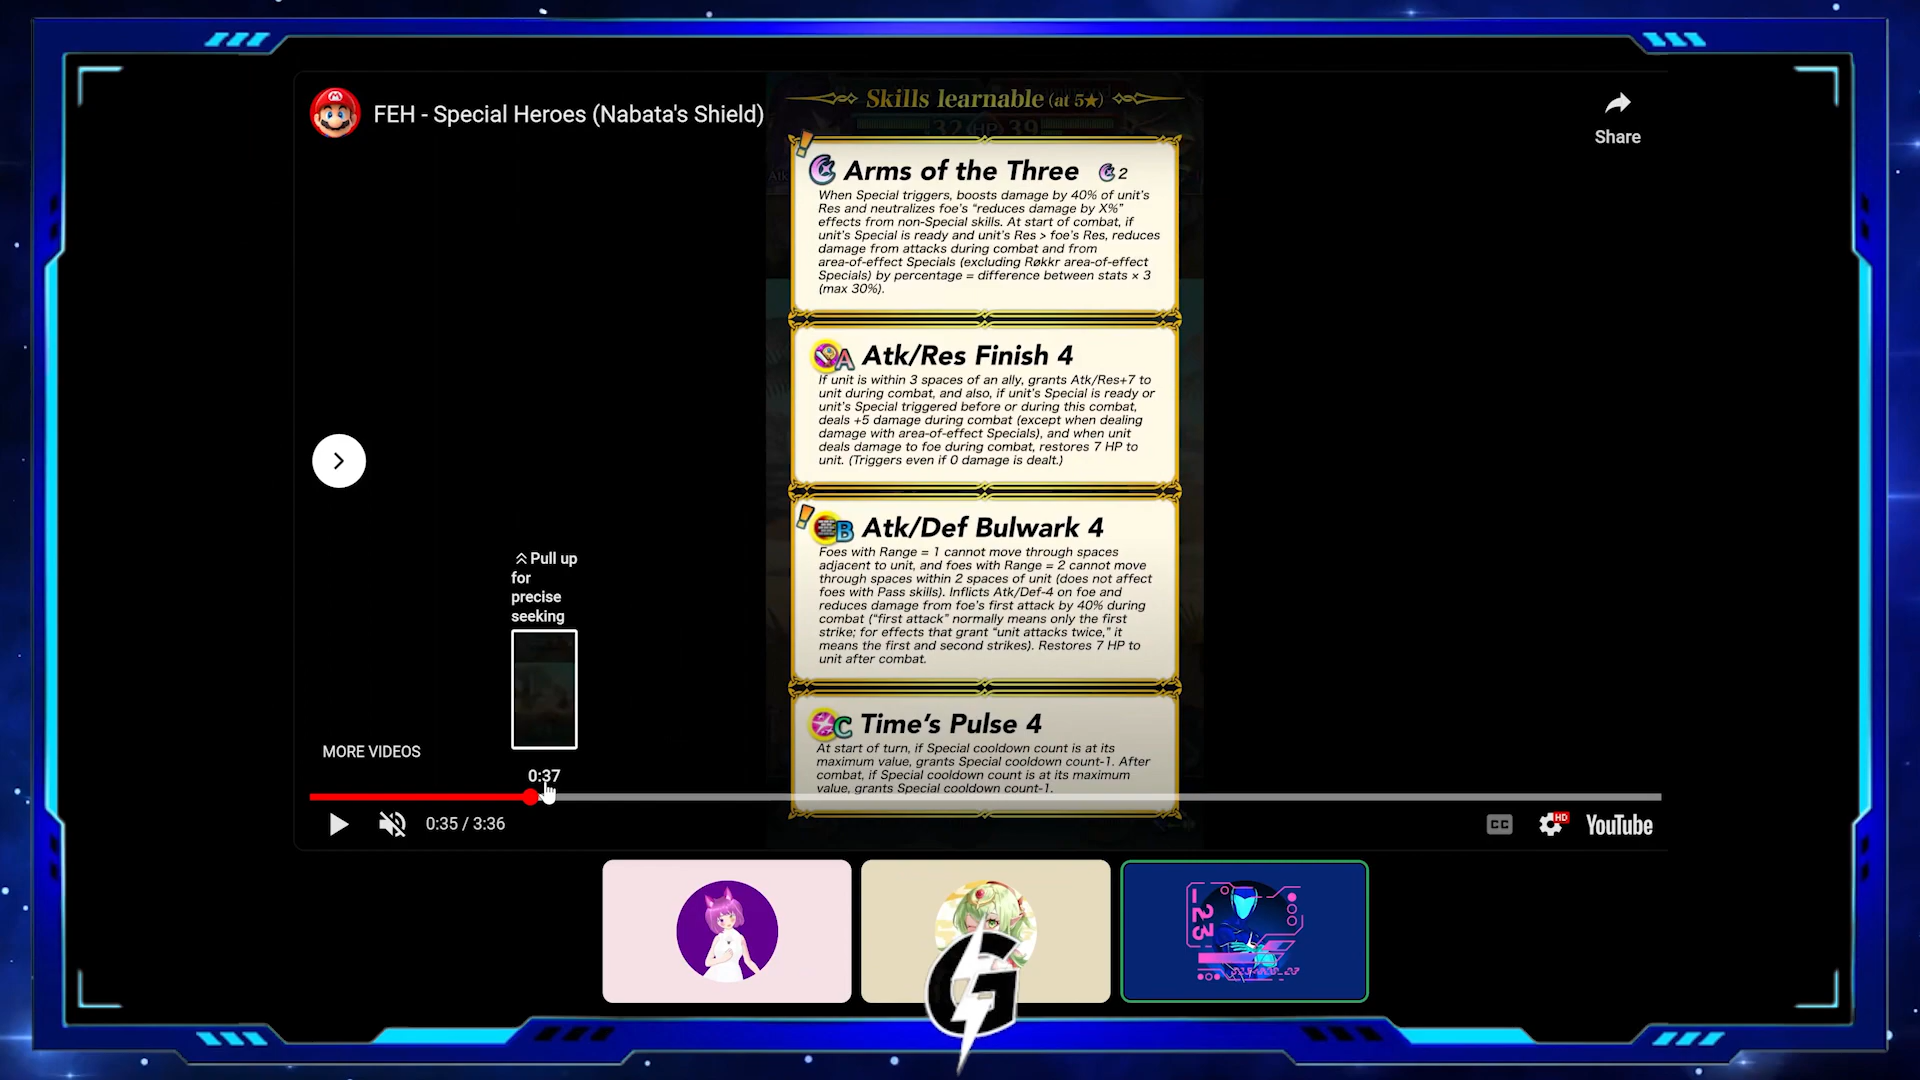 FEH - Special Heroes (Nabata's Shield)
Share
Skills learnable (at 5★)
32 HP 39
Arms of the Three 2
When Special triggers, boosts damage by 40% of unit's
Res and neutralizes foe's "reduces damage by X%"
effects from non-Special skills. At start of combat, if
unit's Special is ready and unit's Res > foe's Res, reduces
damage from attacks during combat and from
area-of-effect Specials (excluding Røkkr area-of-effect
Specials) by percentage = difference between stats × 3
(max 30%).
A Atk/Res Finish 4
If unit is within 3 spaces of an ally, grants Atk/Res+7 to
unit during combat, and also, if unit's Special is ready or
unit's Special triggered before or during this combat,
deals +5 damage during combat (except when dealing
damage with area-of-effect Specials), and when unit
deals damage to foe during combat, restores 7 HP to
unit. (Triggers even if 0 damage is dealt.)
B Atk/Def Bulwark 4
Foes with Range = 1 cannot move through spaces
adjacent to unit, and foes with Range = 2 cannot move
through spaces within 2 spaces of unit (does not affect
foes with Pass skills). Inflicts Atk/Def-4 on foe and
reduces damage from foe's first attack by 40% during
combat ("first attack" normally means only the first
strike; for effects that grant "unit attacks twice," it
means the first and second strikes). Restores 7 HP to
unit after combat.
C Time's Pulse 4
At start of turn, if Special cooldown count is at its
maximum value, grants Special cooldown count-1. After
combat, if Special cooldown count is at its maximum
value, grants Special cooldown count-1.
Pull up
for
precise
seeking
MORE VIDEOS
0:37
0:35 / 3:36
CC
HD
YouTube
123
G